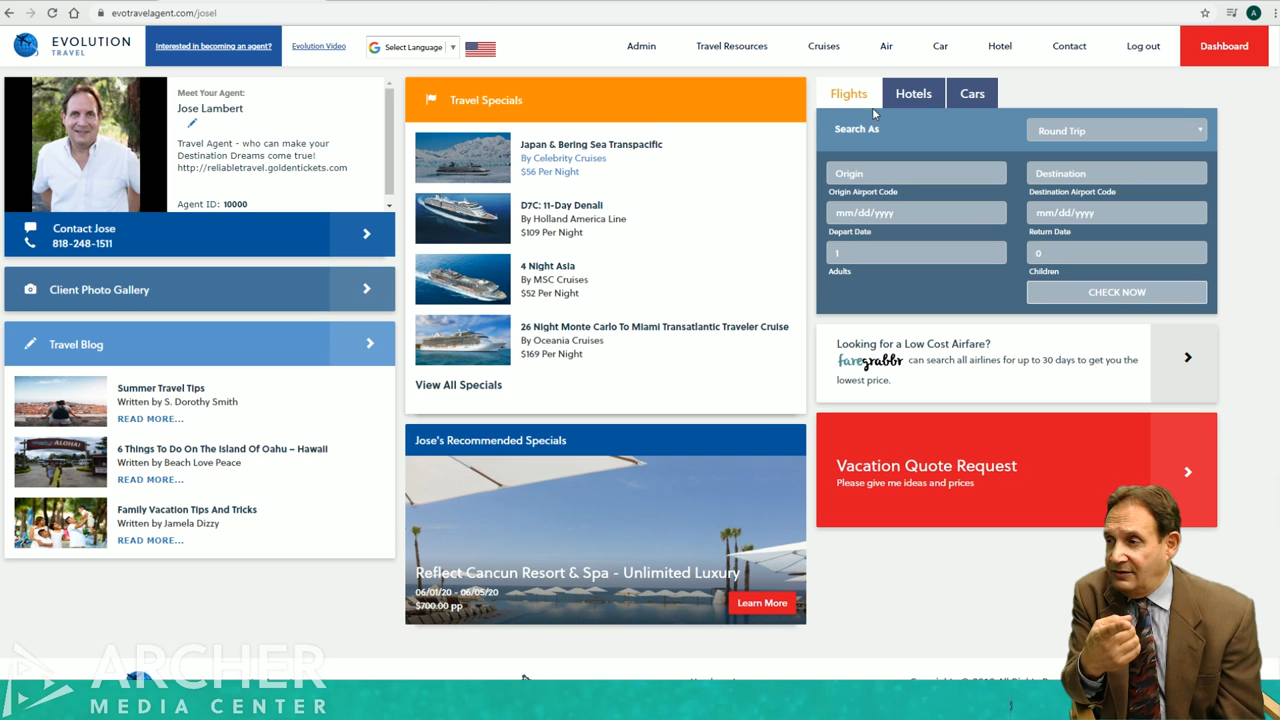 evotravelagent.com/josel
A
EVOLUTION
TRAVEL
Interested in becoming an agent?
Evolution Video
G Select Language
Admin
Travel Resources
Cruises
Air
Car
Hotel
Contact
Log out
Dashboard
Meet Your Agent:
Jose Lambert
Travel Agent - who can make your
Destination Dreams come true!
http://reliabletravel.goldentickets.com
Agent ID: 10000
Contact Jose
818-248-1511
Client Photo Gallery
Travel Blog
Summer Travel Tips
Written by S. Dorothy Smith
READ MORE...
ALOHA!
6 Things To Do On The Island Of Oahu – Hawaii
Written by Beach Love Peace
READ MORE...
Family Vacation Tips And Tricks
Written by Jamela Dizzy
READ MORE...
Travel Specials
Japan & Bering Sea Transpacific
By Celebrity Cruises
$56 Per Night
D7C: 11-Day Denali
By Holland America Line
$109 Per Night
4 Night Asia
By MSC Cruises
$52 Per Night
26 Night Monte Carlo To Miami Transatlantic Traveler Cruise
By Oceania Cruises
$169 Per Night
View All Specials
Jose's Recommended Specials
Reflect Cancun Resort & Spa - Unlimited Luxury
06/01/20 - 06/05/20
$700.00 pp
Learn More
Flights
Hotels
Cars
Search As
Round Trip
Origin
Destination
Origin Airport Code
Destination Airport Code
mm/dd/yyyy
mm/dd/yyyy
Depart Date
Return Date
1
0
Adults
Children
CHECK NOW
Looking for a Low Cost Airfare?
faregrabbr can search all airlines for up to 30 days to get you the
lowest price.
Vacation Quote Request
Please give me ideas and prices
ARCHER
MEDIA CENTER